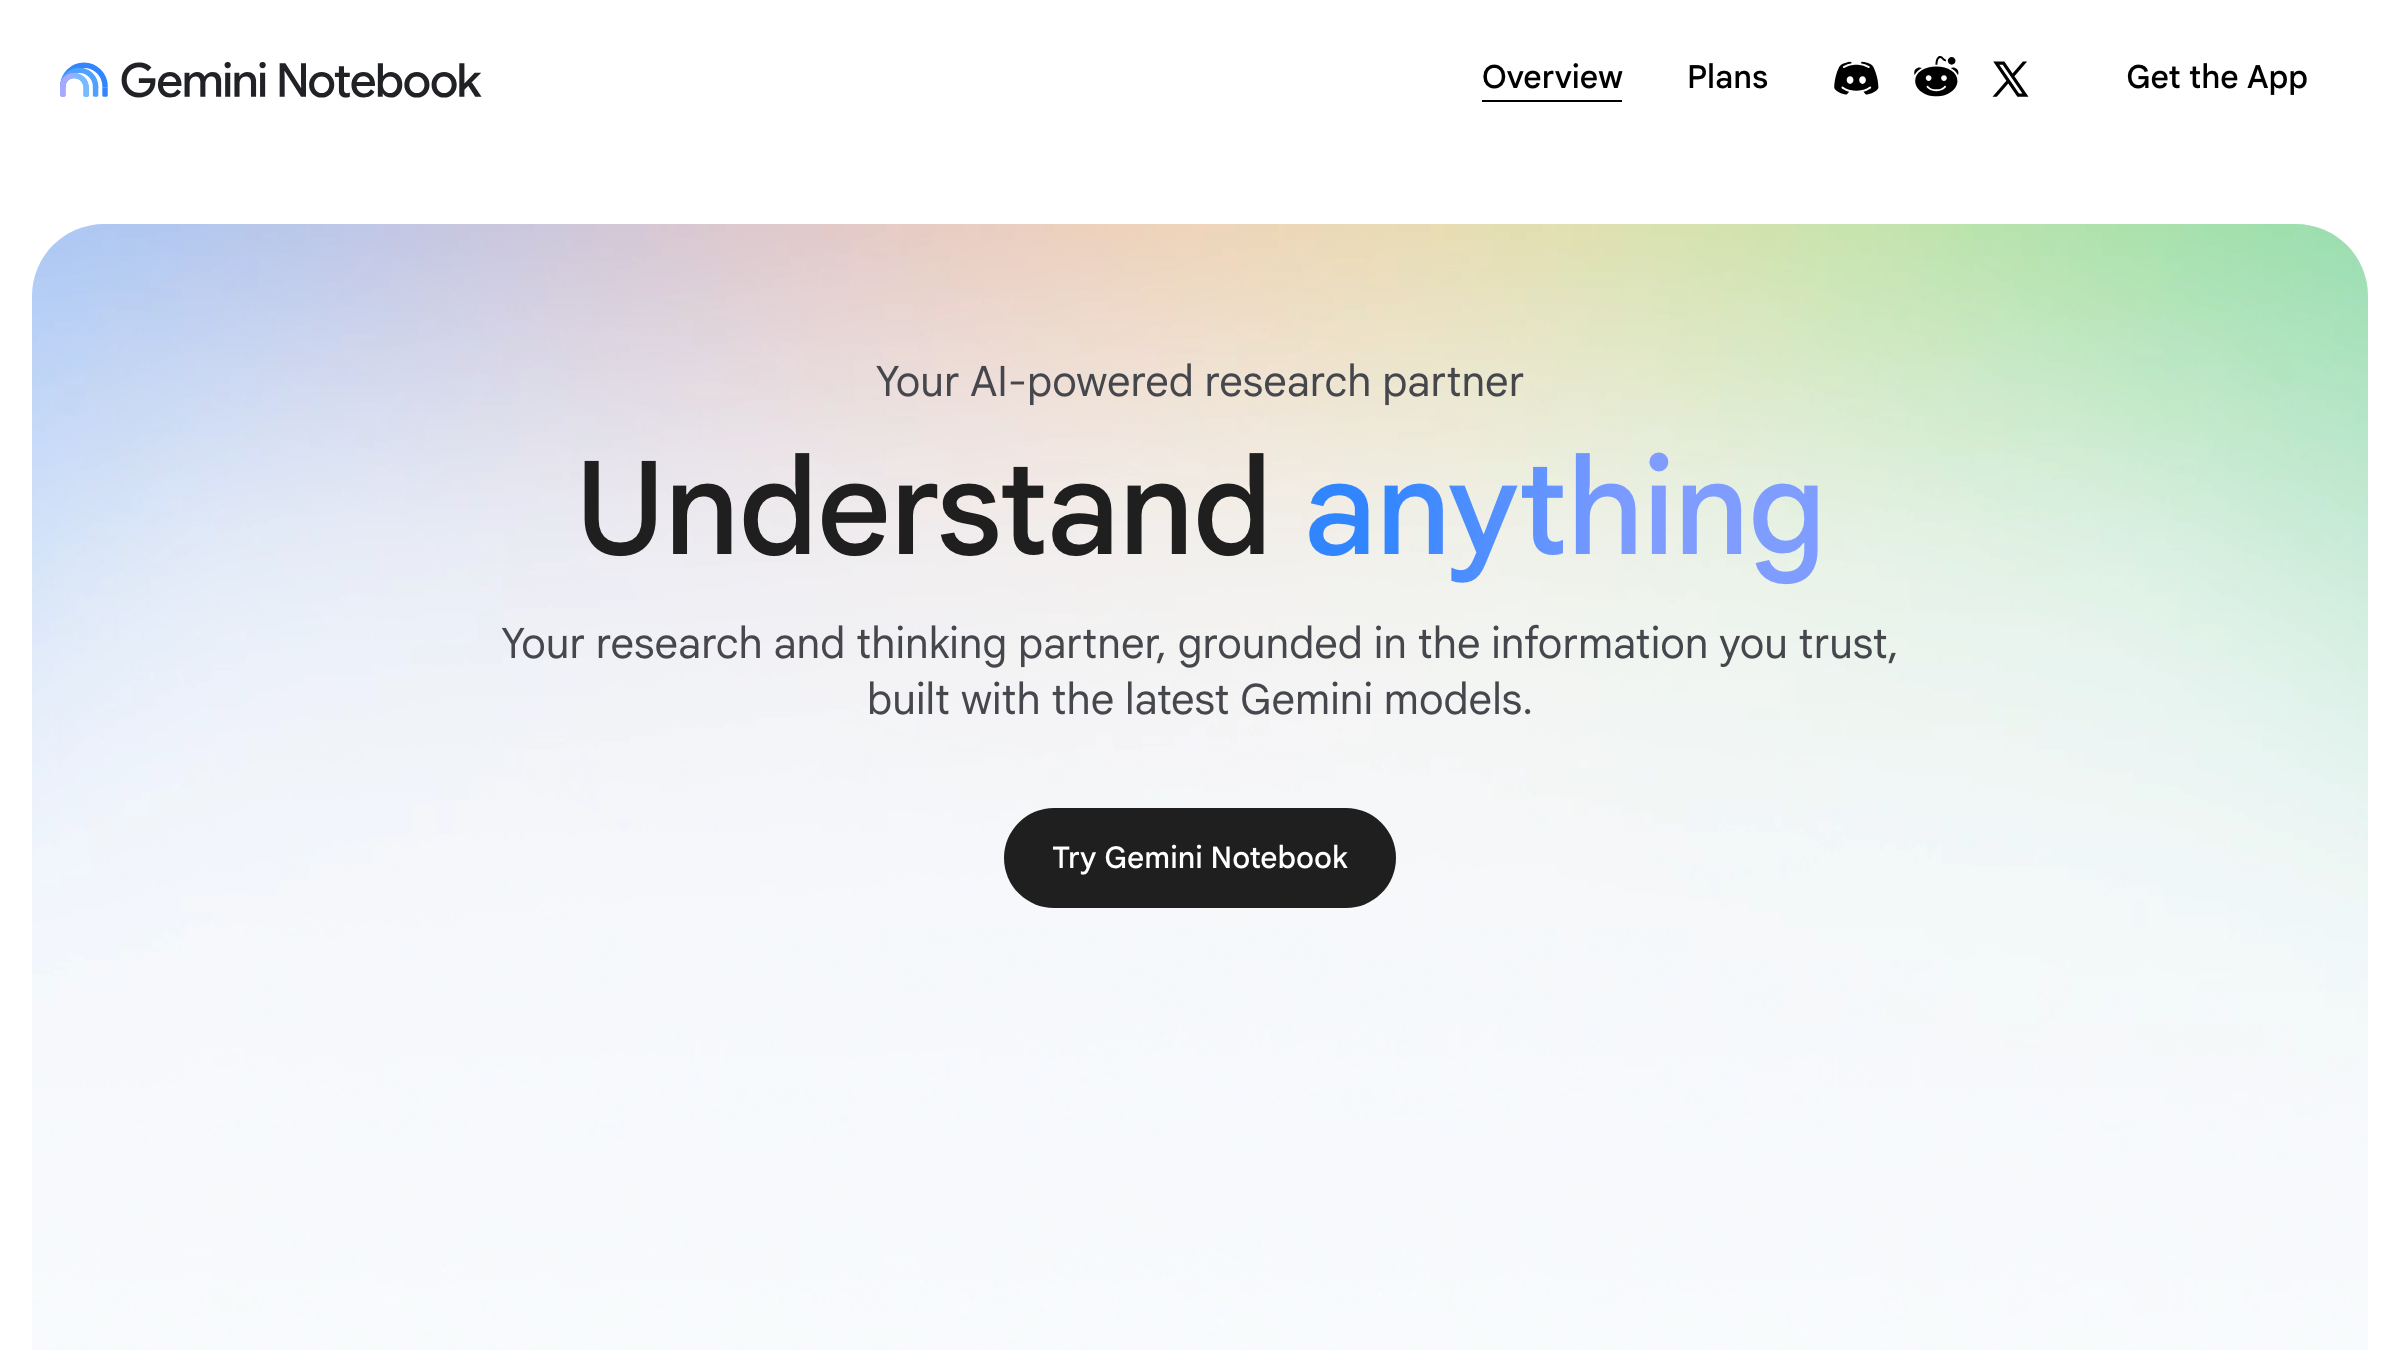 Gemini Notebook
Overview
Plans
Get the App
Your AI-powered research partner
Understand anything
Your research and thinking partner, grounded in the information you trust,
built with the latest Gemini models.
Try Gemini Notebook